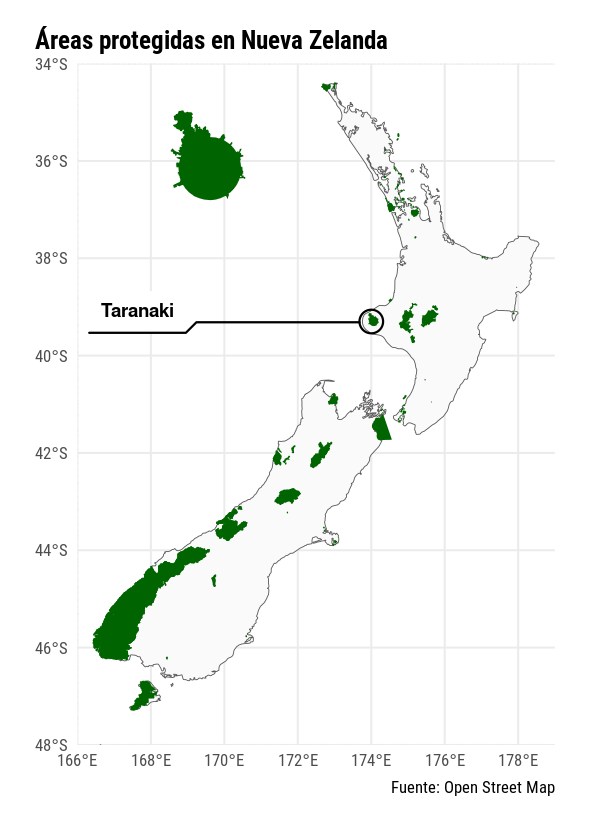 Áreas protegidas en Nueva Zelanda
34°S
36°S
38°S
Taranaki
40°S
42°S
44°S
46°S
48°S
166°E 168°E 170°E 172°E 174°E 176°E 178°E
Fuente: Open Street Map